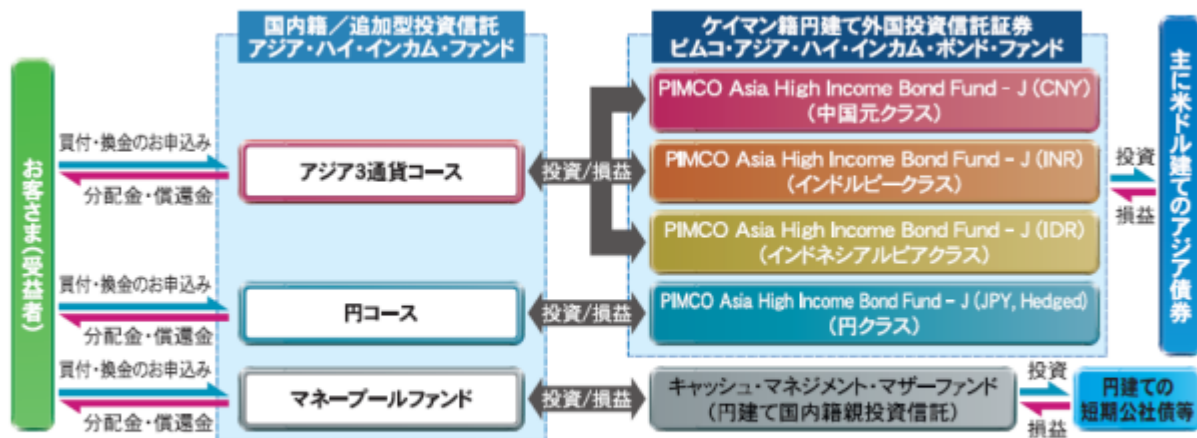 国内籍／追加型投資信託
アジア・ハイ・インカム・ファンド
ケイマン籍円建て外国投資信託証券
ピムコ・アジア・ハイ・インカム・ボンド・ファンド
お客さま（受益者）
買付・換金のお申込み
分配金・償還金
アジア3通貨コース
投資/損益
PIMCO Asia High Income Bond Fund - J (CNY)
（中国元クラス）
PIMCO Asia High Income Bond Fund - J (INR)
（インドルピークラス）
PIMCO Asia High Income Bond Fund - J (IDR)
（インドネシアルピアクラス）
投資
損益
主に米ドル建てのアジア債券
買付・換金のお申込み
分配金・償還金
円コース
投資/損益
PIMCO Asia High Income Bond Fund - J (JPY, Hedged)
（円クラス）
買付・換金のお申込み
分配金・償還金
マネープールファンド
投資/損益
キャッシュ・マネジメント・マザーファンド
（円建て国内籍親投資信託）
投資
損益
円建ての
短期公社債等